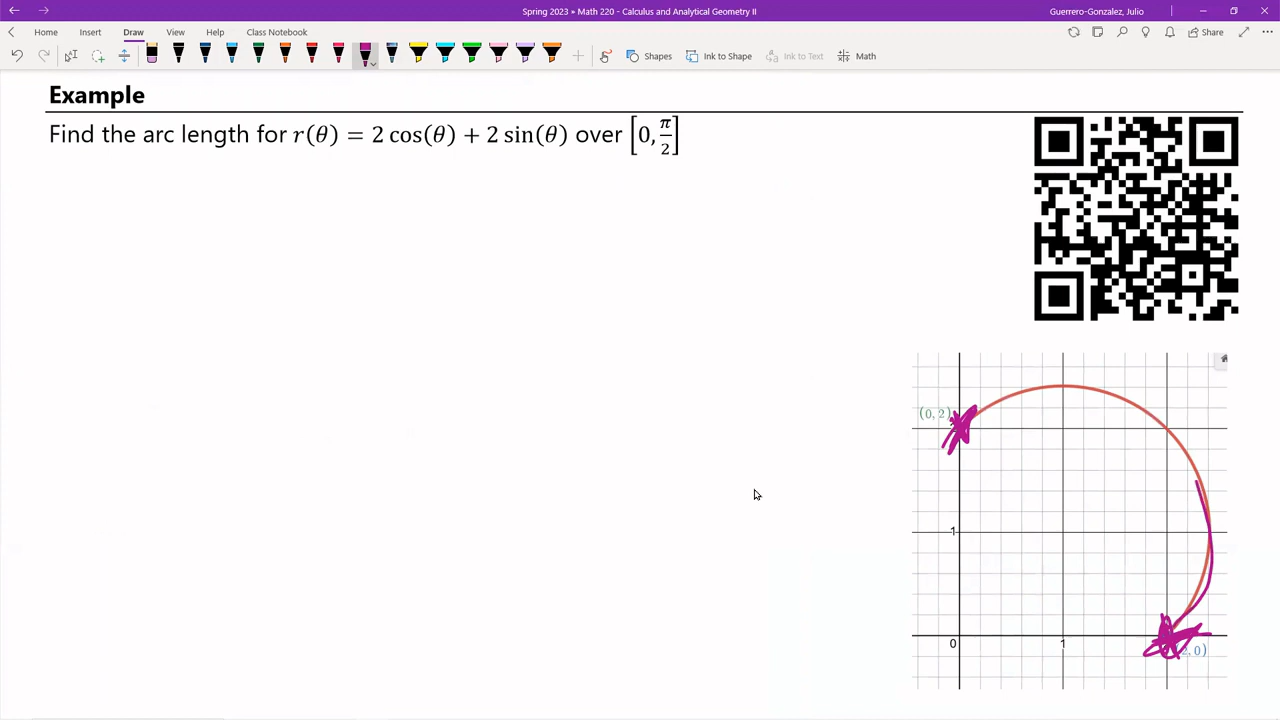 Spring 2023 » Math 220 - Calculus and Analytical Geometry II
Guerrero-Gonzalez, Julio
Home Insert Draw View Help Class Notebook
Share
Shapes Ink to Shape Ink to Text Math
Example
Find the arc length for r(θ) = 2 cos(θ) + 2 sin(θ) over [0, π/2]
(0, 2)
1
0 1 2, 0)